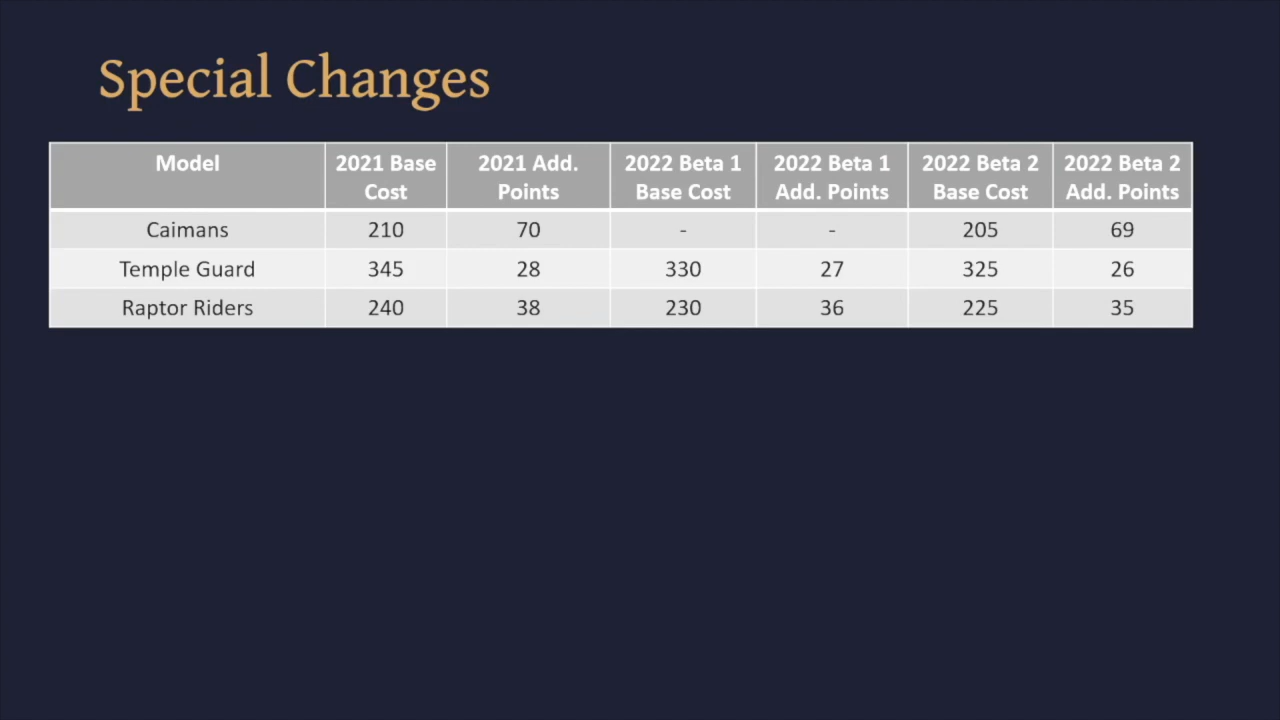 Special Changes
Model 2021 Base Cost 2021 Add. Points 2022 Beta 1 Base Cost 2022 Beta 1 Add. Points 2022 Beta 2 Base Cost 2022 Beta 2 Add. Points
Caimans 210 70 - - 205 69
Temple Guard 345 28 330 27 325 26
Raptor Riders 240 38 230 36 225 35